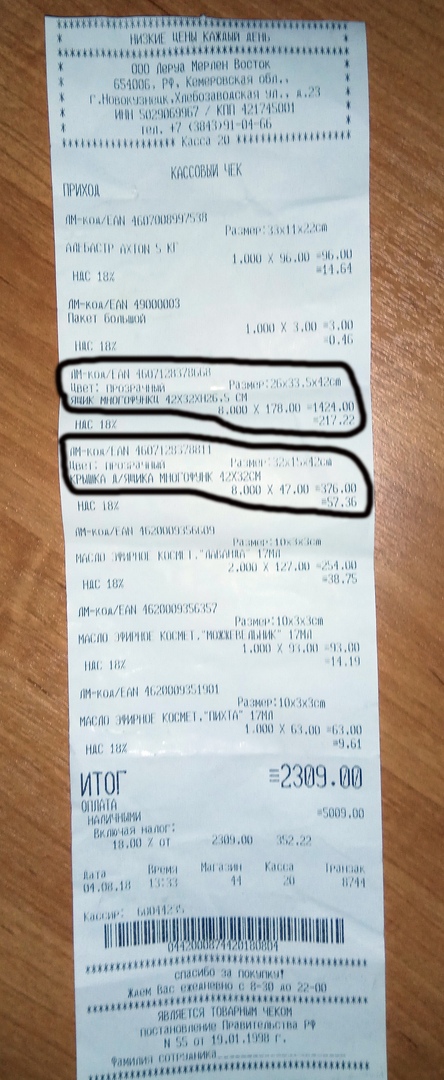 НИЗКИЕ ЦЕНЫ КАЖДЫЙ ДЕНЬ
ООО Леруа Мерлен Восток
654006, РФ, Кемеровская обл.,
г.Новокузнецк,Хлебозаводская ул., д.23
ИНН 5029069967 / КПП 421745001
тел. +7 (3843)91-04-66
Касса 20
КАССОВЫЙ ЧЕК
ПРИХОД
ЛМ-код/EAN 4607008997538
Размер:33x11x22cm
АЛЕБАСТР AXTON 5 КГ
1.000 X 96.00 =96.00
НДС 18% =14.64
ЛМ-код/EAN 49000003
Пакет большой
1.000 X 3.00 =3.00
НДС 18% =0.46
ЛМ-код/EAN 4607128378668
Цвет: прозрачный Размер:26x33.5x42cm
ЯЩИК МНОГОФУНКЦ 42X32XH26.5 СМ
8.000 X 178.00 =1424.00
НДС 18% =217.22
ЛМ-код/EAN 4607128378811
Цвет: прозрачный Размер:32x15x42cm
КРЫШКА Д/ЯЩИКА МНОГОФУНК 42X32СМ
8.000 X 47.00 =376.00
НДС 18% =57.36
ЛМ-код/EAN 4620009356609
Размер:10x3x3cm
МАСЛО ЭФИРНОЕ КОСМЕТ."ЛАВАНДА" 17МЛ
2.000 X 127.00 =254.00
НДС 18% =38.75
ЛМ-код/EAN 4620009356357
Размер:10x3x3cm
МАСЛО ЭФИРНОЕ КОСМЕТ."МОЖЖЕВЕЛЬНИК" 17МЛ
1.000 X 93.00 =93.00
НДС 18% =14.19
ЛМ-код/EAN 4620009351901
Размер:10x3x3cm
МАСЛО ЭФИРНОЕ КОСМЕТ."ПИХТА" 17МЛ
1.000 X 63.00 =63.00
НДС 18% =9.61
ИТОГ =2309.00
ОПЛАТА
НАЛИЧНЫМИ =5009.00
Включая налог:
18.00 % от 2309.00 352.22
Дата Время Магазин Касса Транзак
04.08.18 13:33 44 20 8744
Кассир: 60044235
0442000874420180804
спасибо за покупку!
Ждем Вас ежедневно с 8-30 до 22-00
ЯВЛЯЕТСЯ ТОВАРНЫМ ЧЕКОМ
постановление Правительства РФ
N 55 от 19.01.1998 г.
Фамилия сотрудника